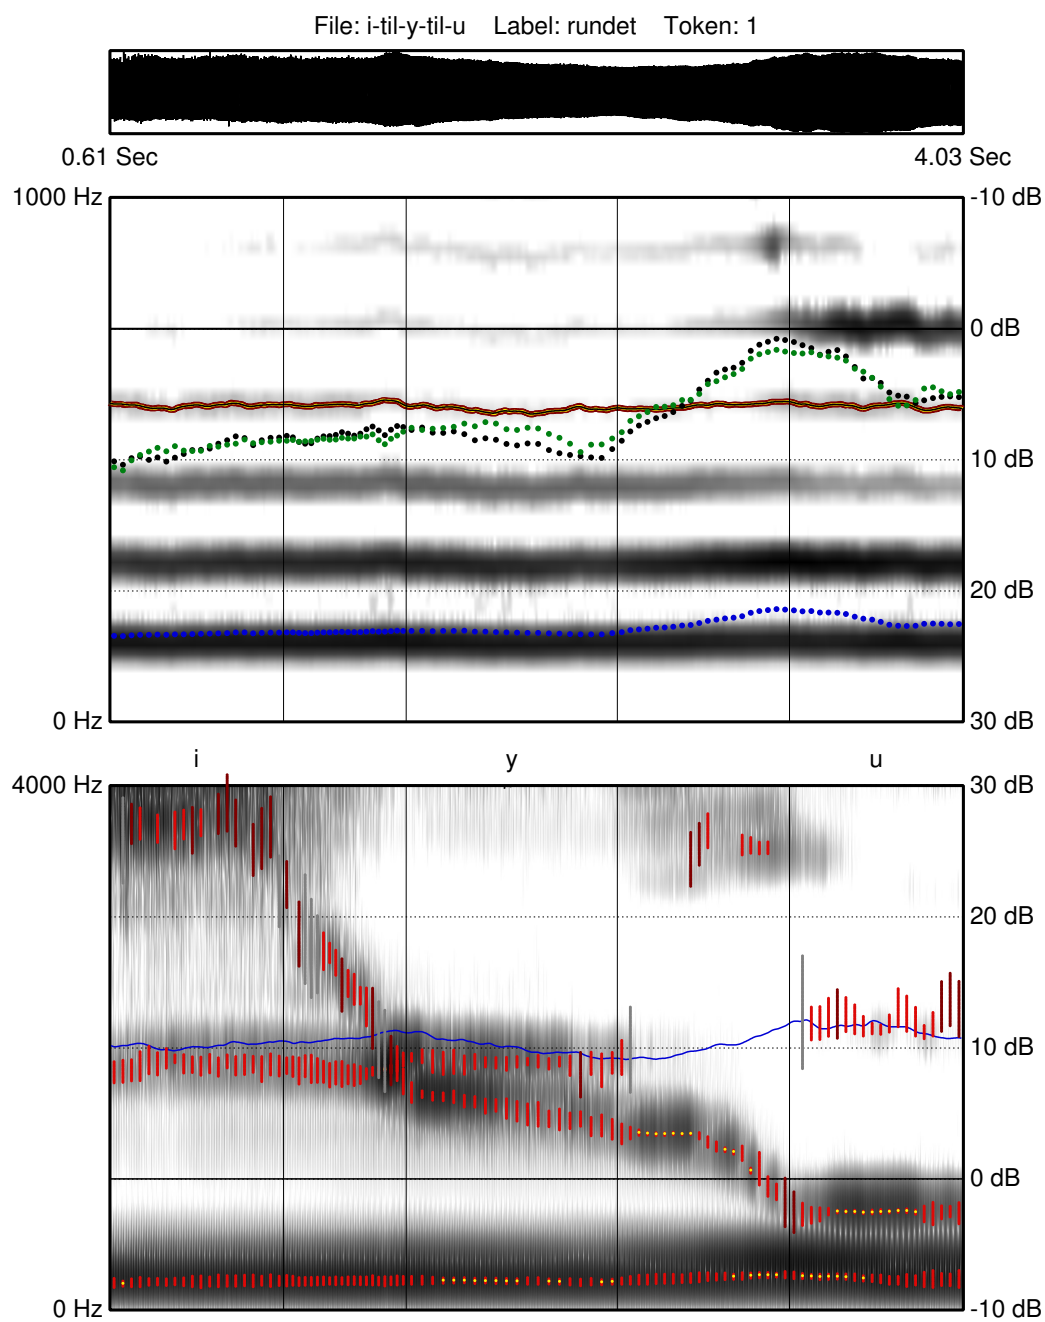 File: i-til-y-til-u Label: rundet Token: 1
0.61 Sec 4.03 Sec
1000 Hz -10 dB
0 dB
10 dB
20 dB
0 Hz 30 dB
i y u
4000 Hz 30 dB
20 dB
10 dB
0 dB
0 Hz -10 dB